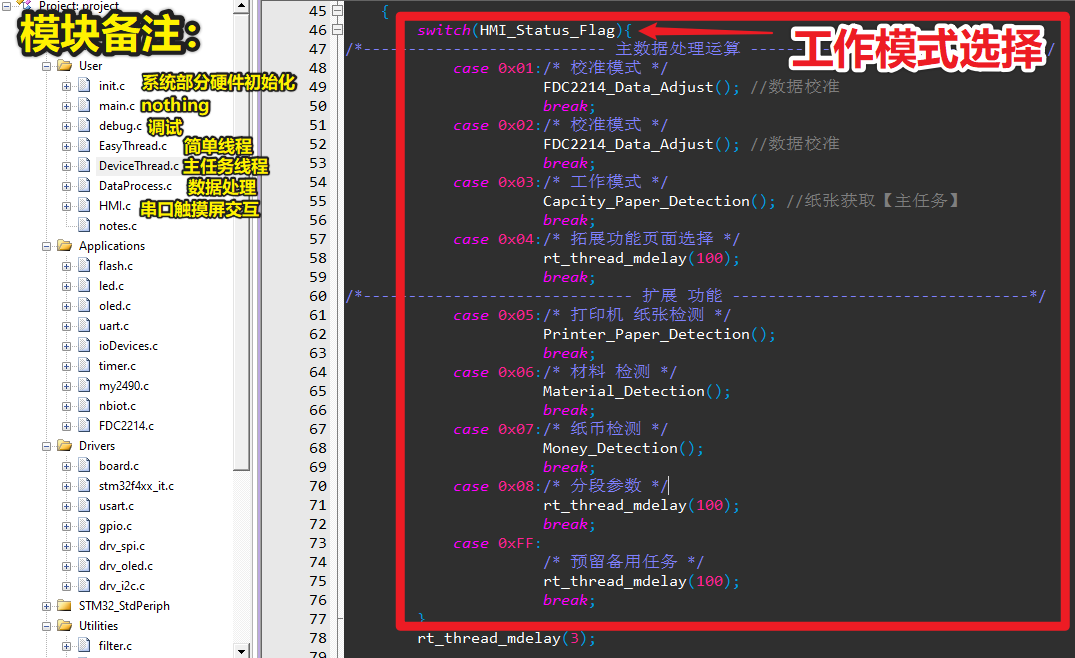 Project: project
模块备注:
User
init.c 系统部分硬件初始化
main.c nothing
debug.c 调试
EasyThread.c 简单线程
DeviceThread.c 主任务线程
DataProcess.c 数据处理
HMI.c 串口触摸屏交互
notes.c
Applications
flash.c
led.c
oled.c
uart.c
ioDevices.c
timer.c
my2490.c
nbiot.c
FDC2214.c
Drivers
board.c
stm32f4xx_it.c
usart.c
gpio.c
drv_spi.c
drv_oled.c
drv_i2c.c
STM32_StdPeriph
Utilities
filter.c
工作模式选择
45 {
46 switch(HMI_Status_Flag){
47 /*--------------------------- 主数据处理运算 ---------------------------------*/
48 case 0x01:/* 校准模式 */
49 FDC2214_Data_Adjust(); //数据校准
50 break;
51 case 0x02:/* 校准模式 */
52 FDC2214_Data_Adjust(); //数据校准
53 break;
54 case 0x03:/* 工作模式 */
55 Capcity_Paper_Detection(); //纸张获取【主任务】
56 break;
57 case 0x04:/* 拓展功能页面选择 */
58 rt_thread_mdelay(100);
59 break;
60 /*------------------------------ 扩展 功能 ---------------------------------*/
61 case 0x05:/* 打印机 纸张检测 */
62 Printer_Paper_Detection();
63 break;
64 case 0x06:/* 材料 检测 */
65 Material_Detection();
66 break;
67 case 0x07:/* 纸币检测 */
68 Money_Detection();
69 break;
70 case 0x08:/* 分段参数 */
71 rt_thread_mdelay(100);
72 break;
73 case 0xFF:
74 /* 预留备用任务 */
75 rt_thread_mdelay(100);
76 break;
77 }
78 rt_thread_mdelay(3);
79